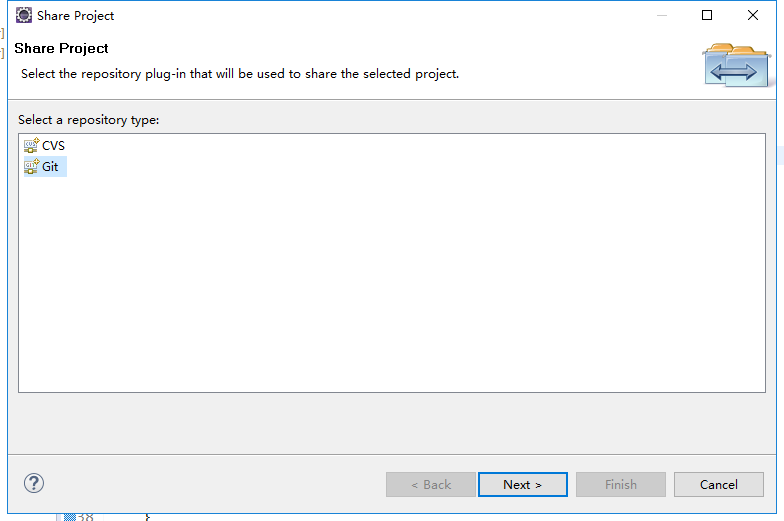 Share Project
Share Project
Select the repository plug-in that will be used to share the selected project.
Select a repository type:
CVS
Git
< Back Next > Finish Cancel
38 }